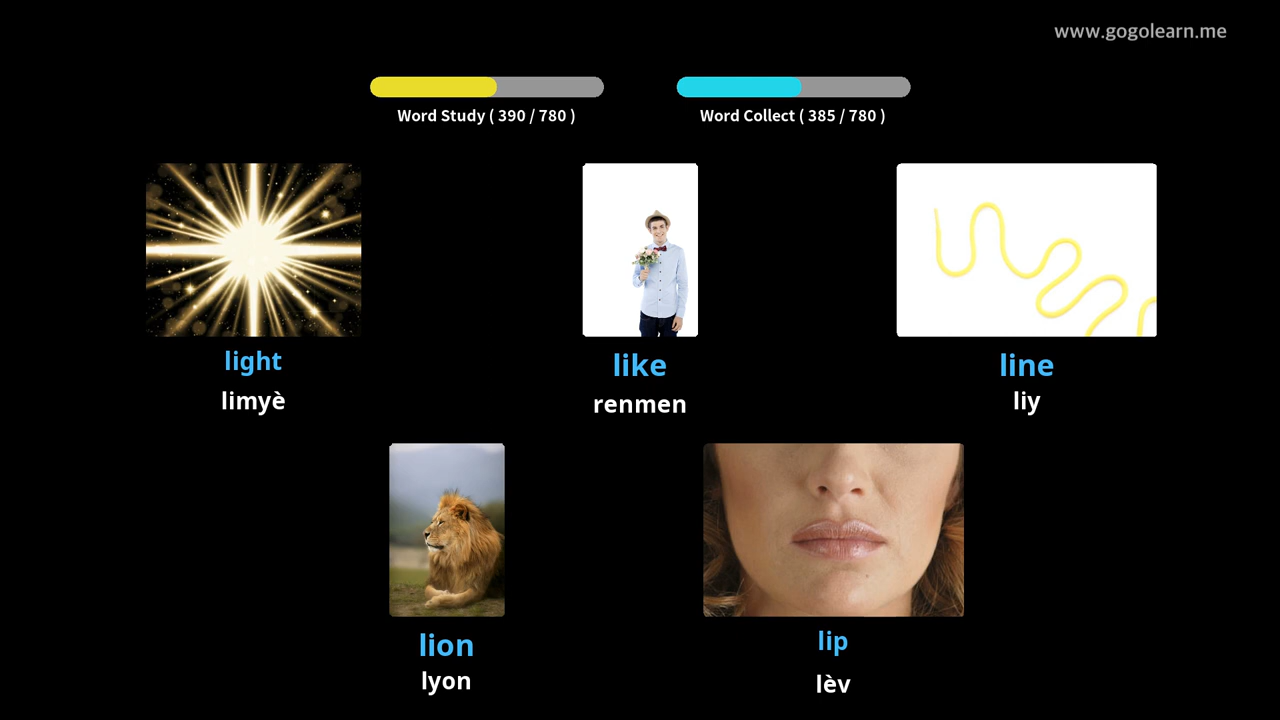 www.gogolearn.me
Word Study ( 390 / 780 )
Word Collect ( 385 / 780 )
light
limyè
like
renmen
line
liy
lion
lyon
lip
lèv